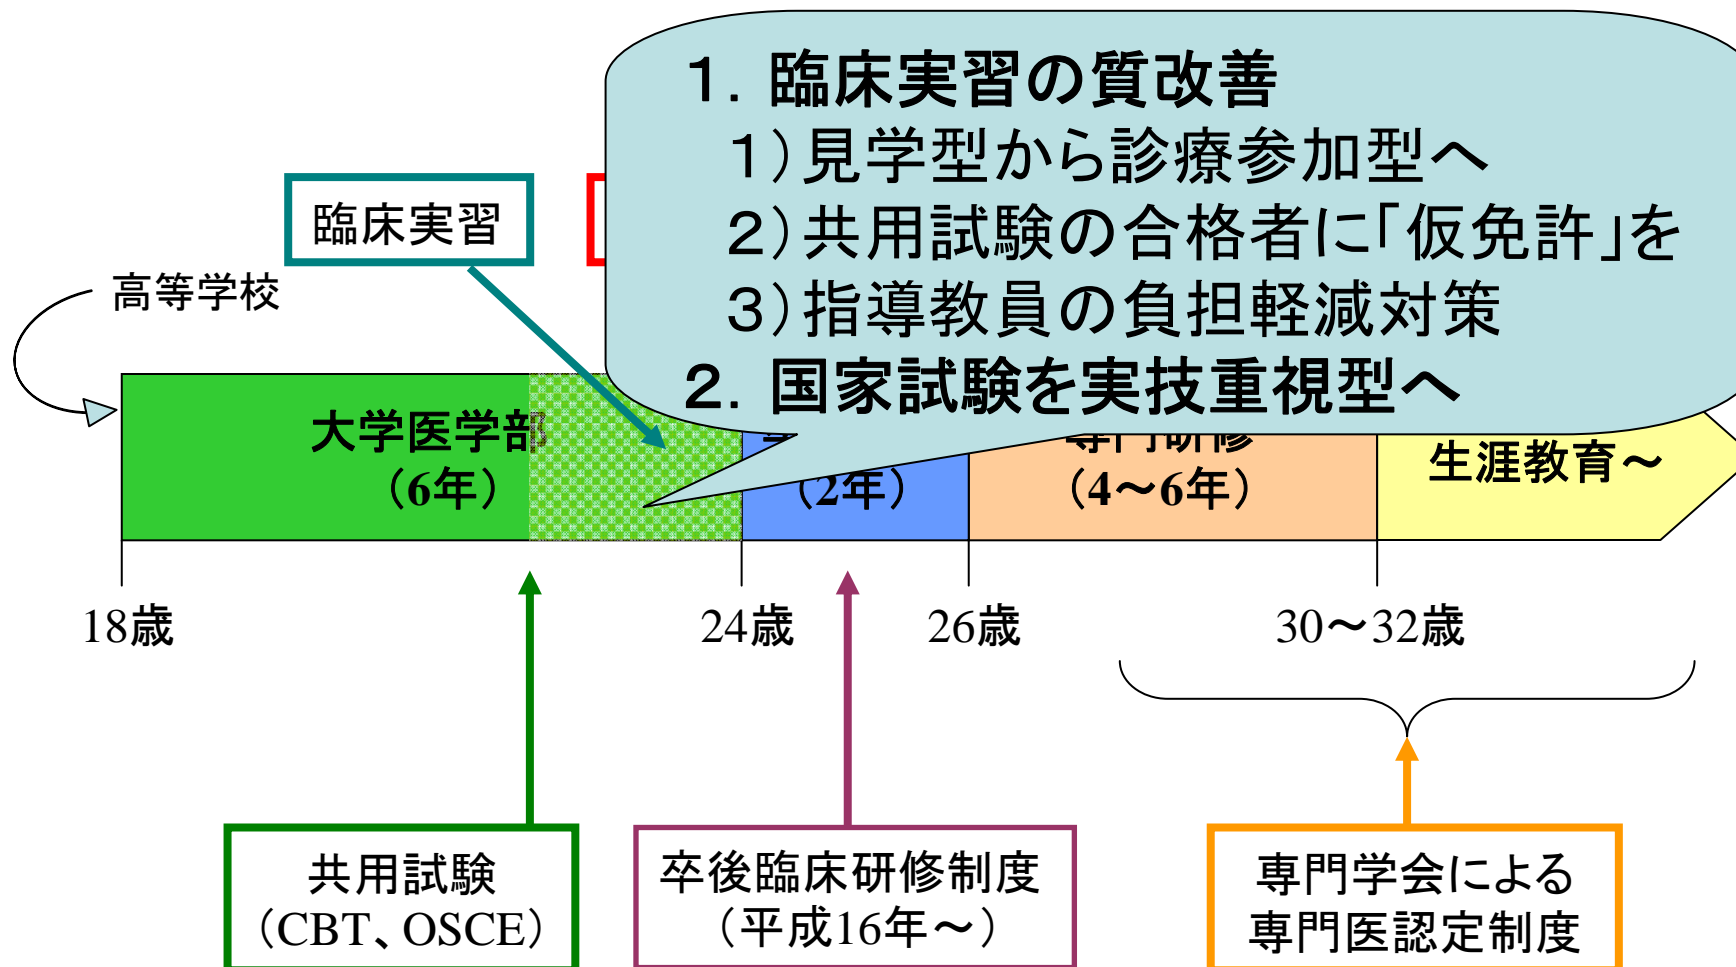 1. 臨床実習の質改善
1)見学型から診療参加型へ
2)共用試験の合格者に「仮免許」を
3)指導教員の負担軽減対策
2. 国家試験を実技重視型へ
臨床実習
高等学校
大学医学部
(6年)
(2年)
専門研修
(4〜6年)
生涯教育〜
18歳
24歳
26歳
30〜32歳
共用試験
(CBT、OSCE)
卒後臨床研修制度
(平成16年〜)
専門学会による
専門医認定制度